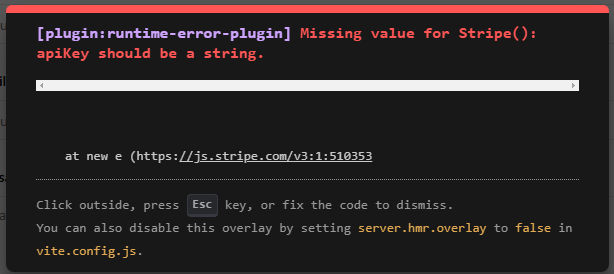 [plugin:runtime-error-plugin] Missing value for Stripe():
apiKey should be a string.
at new e (https://js.stripe.com/v3:1:510353
Click outside, press Esc key, or fix the code to dismiss.
You can also disable this overlay by setting server.hmr.overlay to false in
vite.config.js.